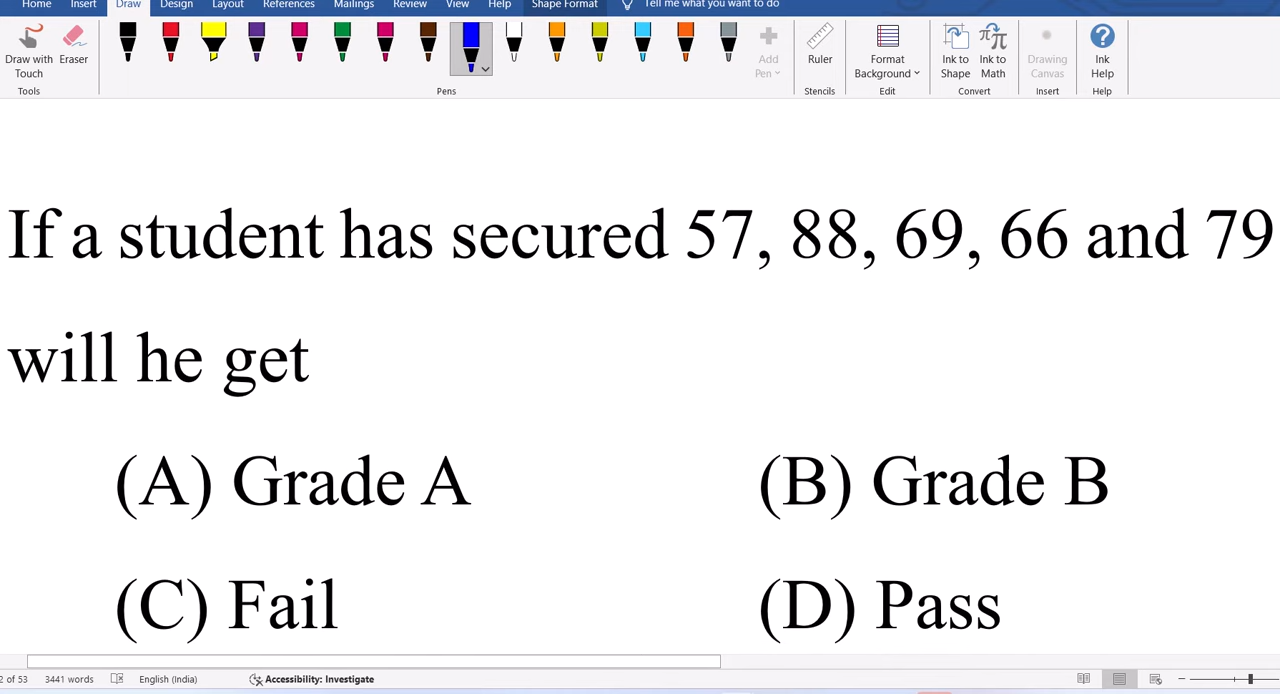 Home Insert Draw Design Layout References Mailings Review View Help Shape Format Tell me what you want to do
Draw with Touch Eraser Add Pen Ruler Format Background Ink to Shape Ink to Math Drawing Canvas Ink Help
Tools Pens Stencils Edit Convert Insert Help
If a student has secured 57, 88, 69, 66 and 79
will he get
(A) Grade A (B) Grade B
(C) Fail (D) Pass
2 of 53 3441 words English (India) Accessibility: Investigate